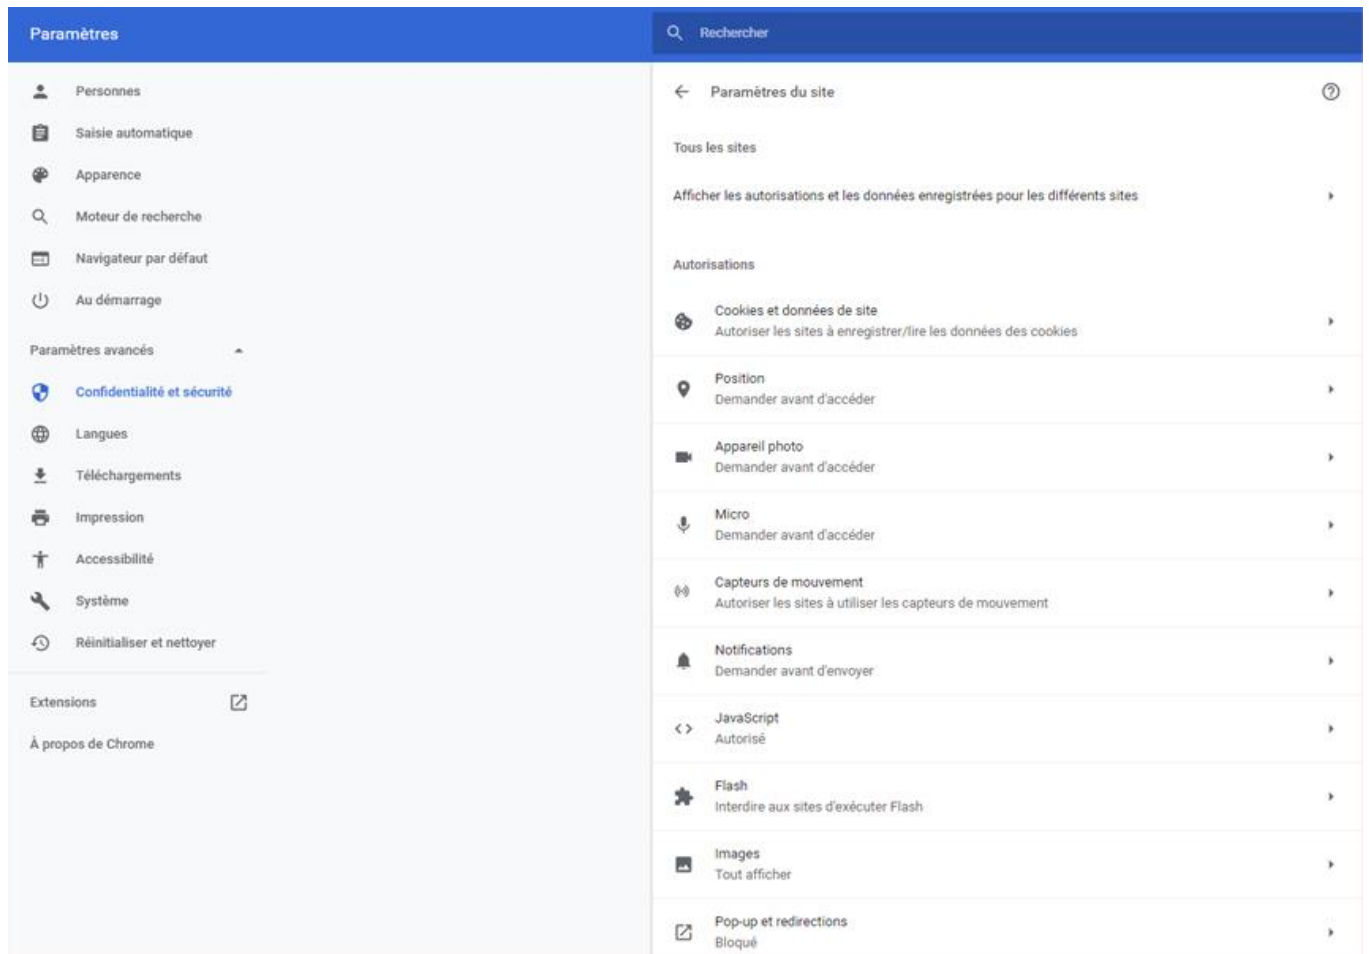 Paramètres
Rechercher
Personnes
Saisie automatique
Apparence
Moteur de recherche
Navigateur par défaut
Au démarrage
Paramètres avancés
Confidentialité et sécurité
Langues
Téléchargements
Impression
Accessibilité
Système
Réinitialiser et nettoyer
Extensions
À propos de Chrome
Paramètres du site
Tous les sites
Afficher les autorisations et les données enregistrées pour les différents sites
Autorisations
Cookies et données de site
Autoriser les sites à enregistrer/lire les données des cookies
Position
Demander avant d'accéder
Appareil photo
Demander avant d'accéder
Micro
Demander avant d'accéder
Capteurs de mouvement
Autoriser les sites à utiliser les capteurs de mouvement
Notifications
Demander avant d'envoyer
JavaScript
Autorisé
Flash
Interdire aux sites d'exécuter Flash
Images
Tout afficher
Pop-up et redirections
Bloqué